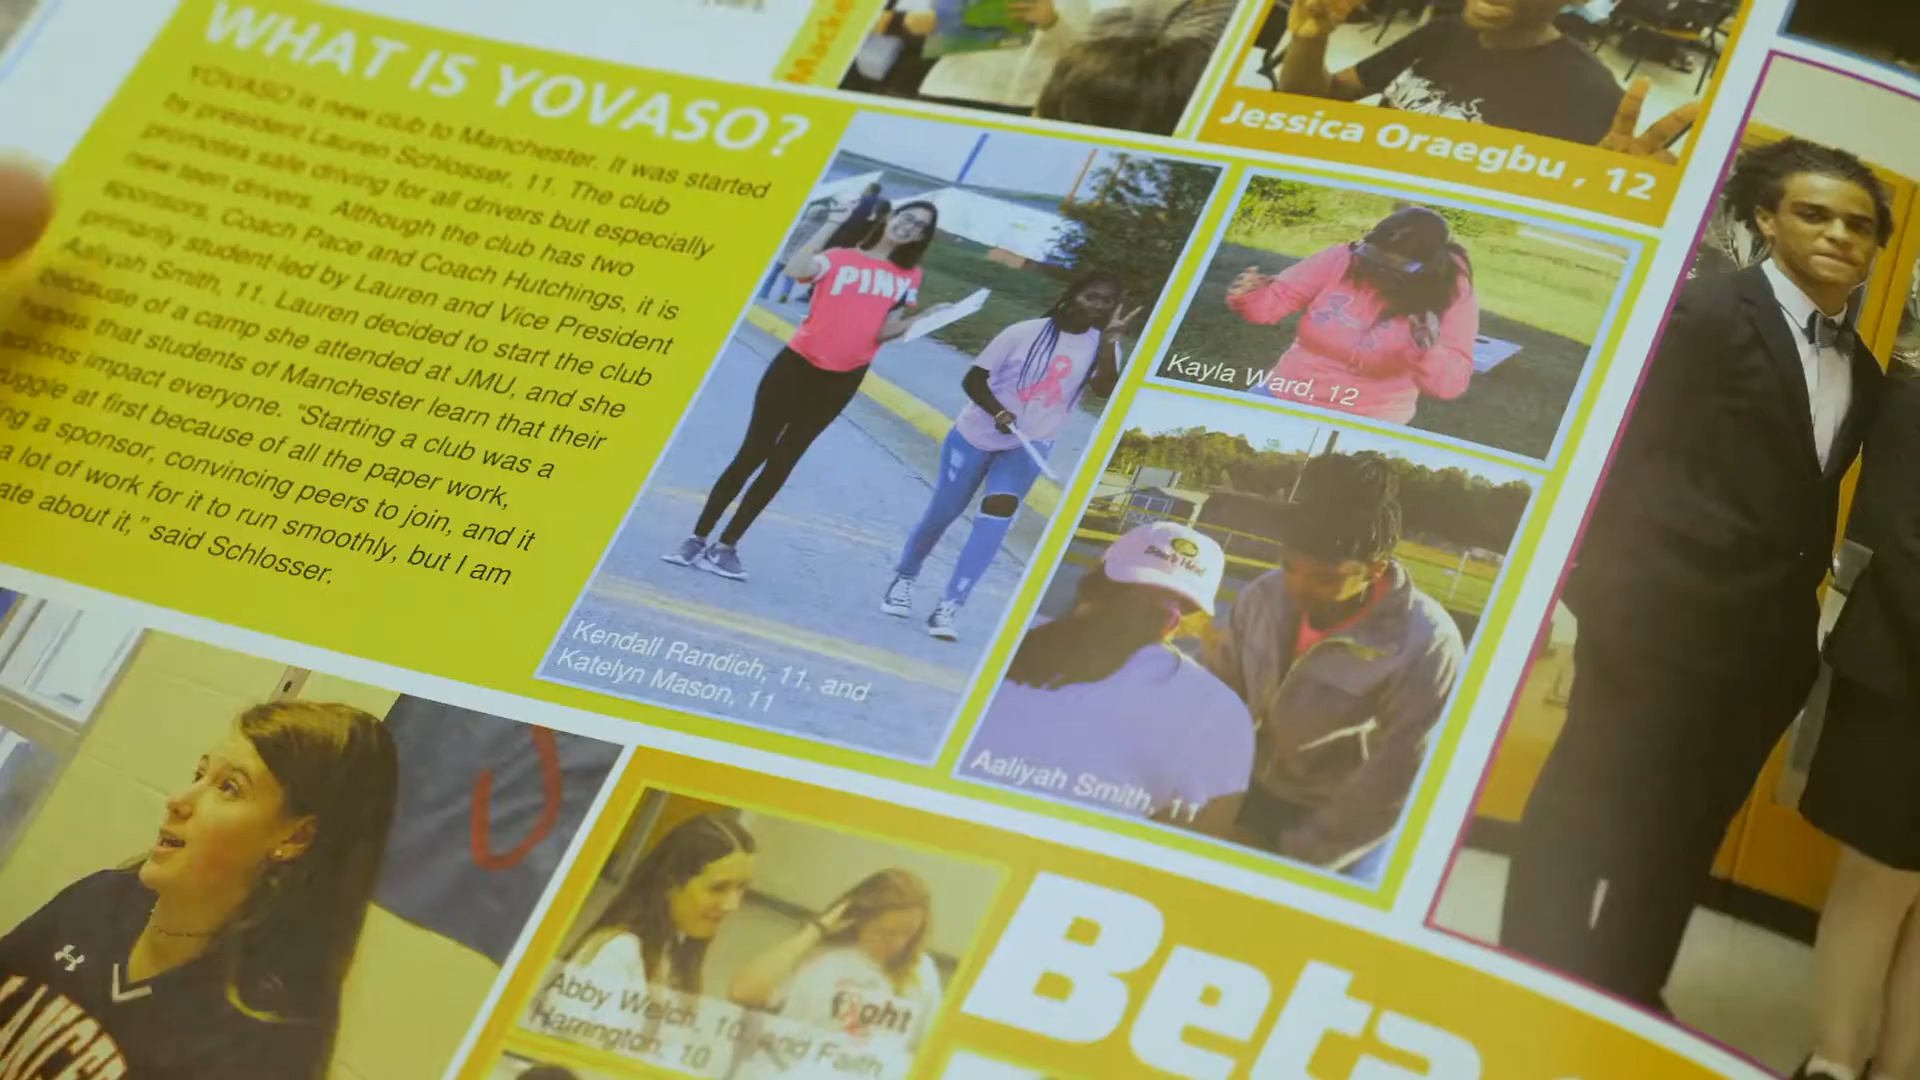 WHAT IS YOVASO?
YOVASO is new club to Manchester. It was started
by president Lauren Schlosser, 11. The club
promotes safe driving for all drivers but especially
new teen drivers. Although the club has two
sponsors, Coach Pace and Coach Hutchings, it is
primarily student-led by Lauren and Vice President
Aaliyah Smith, 11. Lauren decided to start the club
because of a camp she attended at JMU, and she
hopes that students of Manchester learn that their
impact everyone. "Starting a club was a
at first because of all the paper work,
a sponsor, convincing peers to join, and it
a lot of work for it to run smoothly, but I am
about it," said Schlosser.
Jessica Oraegbu , 12
PINK
Kendall Randich, 11, and
Katelyn Mason, 11
Kayla Ward, 12
Aaliyah Smith, 11
Abby Welch, 10, and Faith
Harrington, 10
fight
Beta